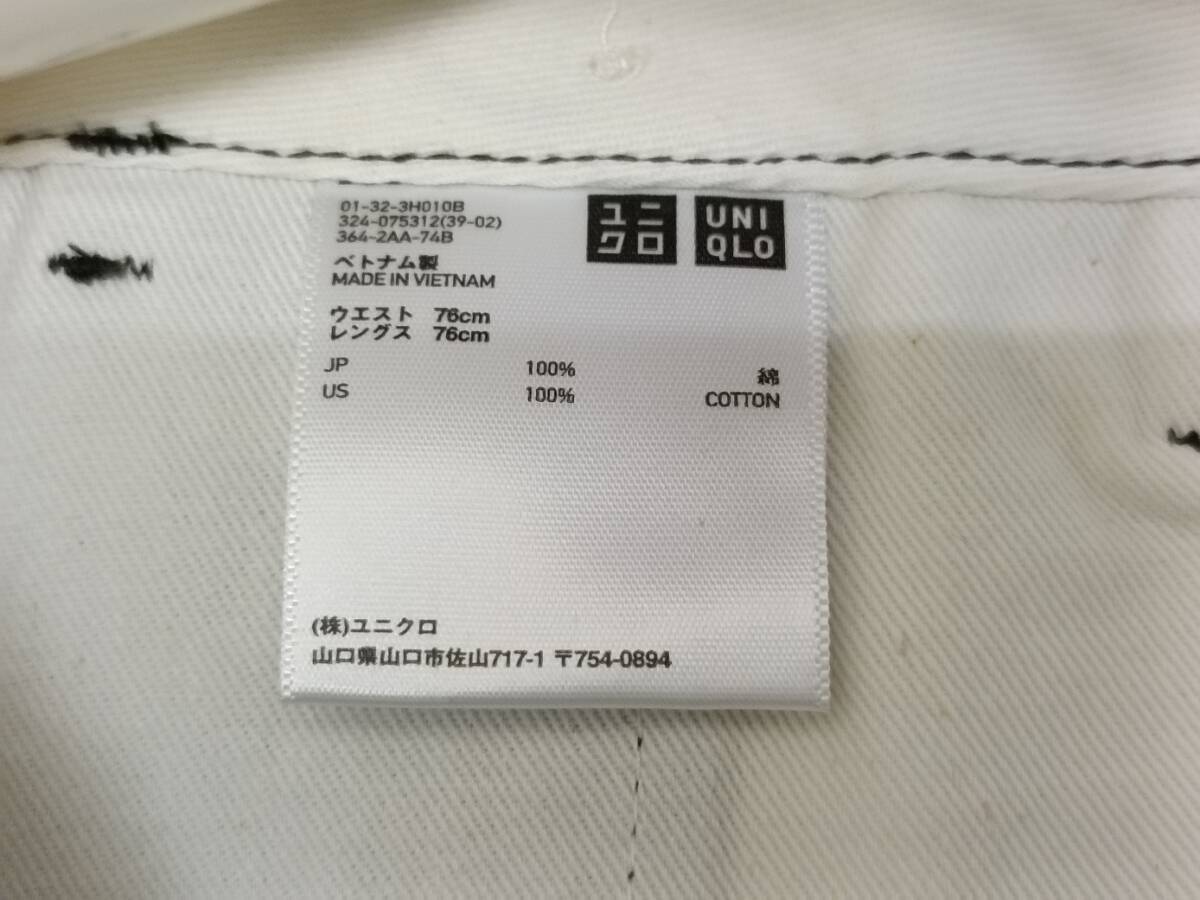 01-32-3H010B
324-075312(39-02)
364-2AA-74B
ユニ
クロ
UNI
QLO
ベトナム製
MADE IN VIETNAM
ウエスト 76cm
レングス 76cm
JP 100% 綿
US 100% COTTON
(株)ユニクロ
山口県山口市佐山717-1 〒754-0894